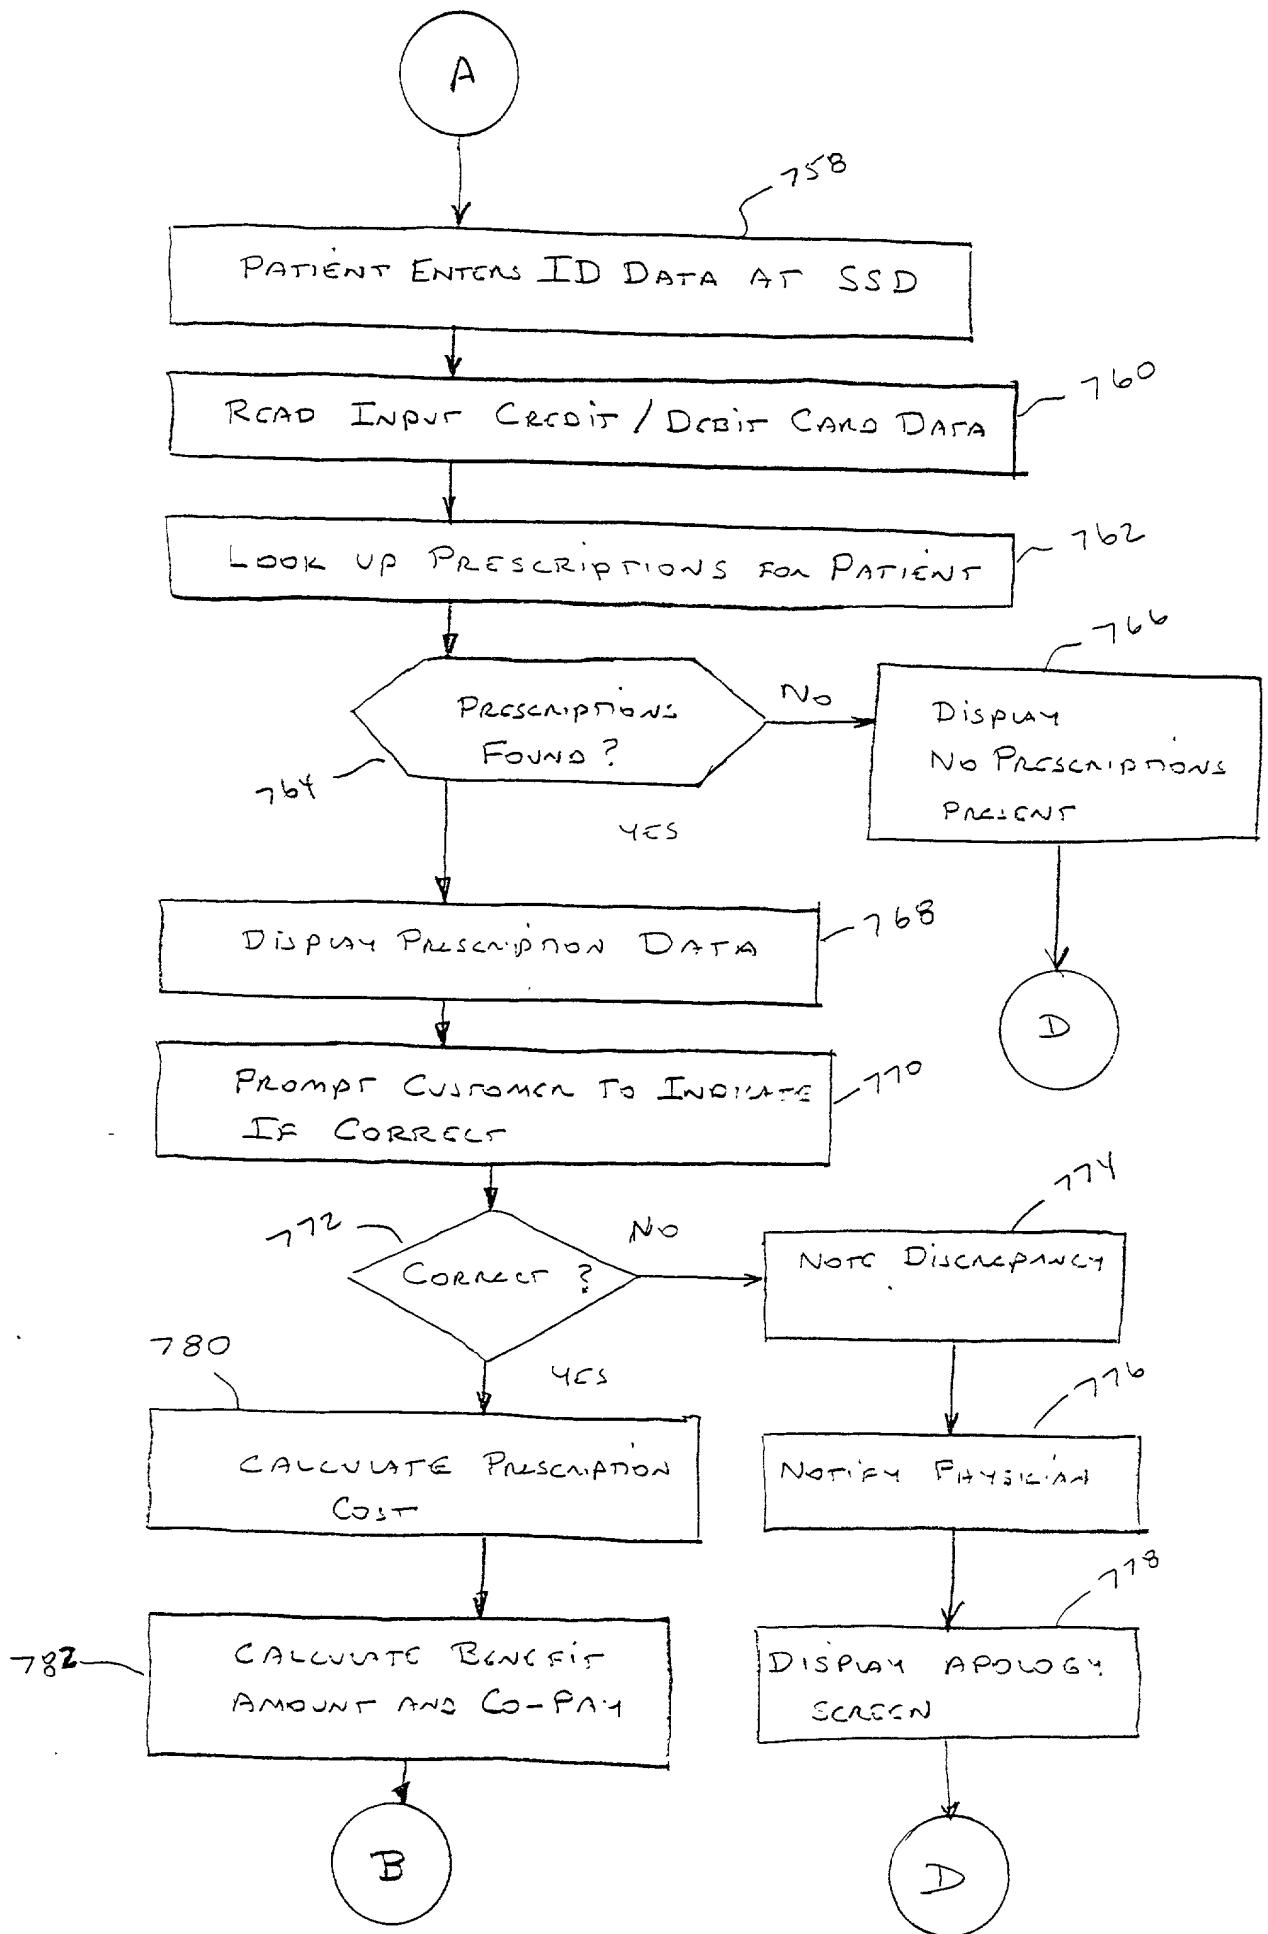 A
758
PATIENT ENTERS ID DATA AT SSD
760
READ INPUT CREDIT / DEBIT CARD DATA
762
LOOK UP PRESCRIPTIONS FOR PATIENT
766
PRESCRIPTIONS
FOUND?
NO
DISPLAY
NO PRESCRIPTIONS
PRESENT
764
YES
768
DISPLAY PRESCRIPTION DATA
D
770
PROMPT CUSTOMER TO INDICATE
IF CORRECT
774
772
NO
CORRECT?
NOTE DISCREPANCY
780
YES
776
CALCULATE PRESCRIPTION
COST
NOTIFY PHYSICIAN
778
782
CALCULATE BENEFIT
AMOUNT AND CO-PAY
DISPLAY APOLOGY
SCREEN
B
D